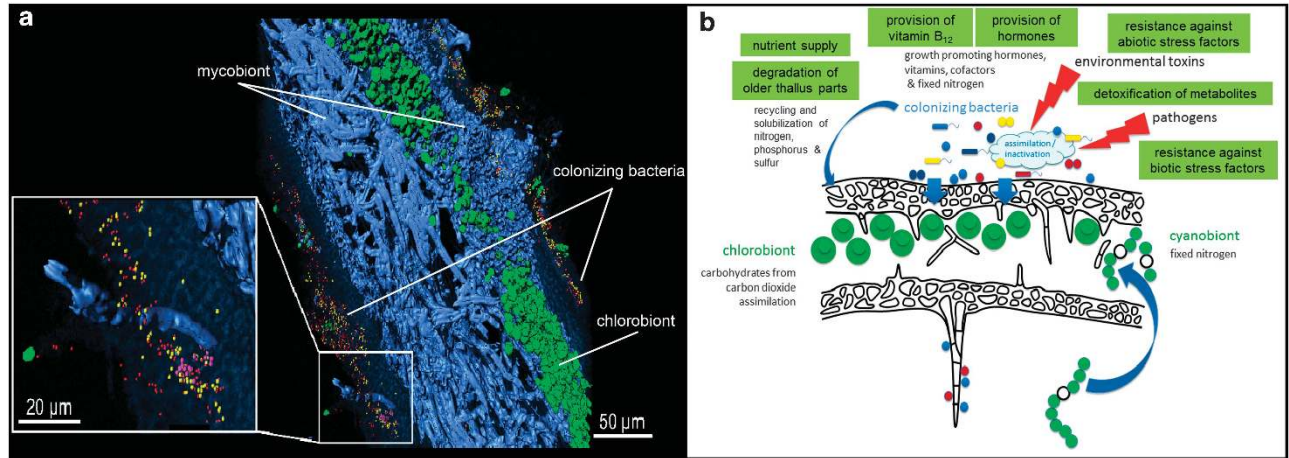 a
mycobiont
colonizing bacteria
chlorobiont
20 µm
50 µm
b
nutrient supply
degradation of
older thallus parts
recycling and
solubilization of
nitrogen,
phosphorus &
sulfur
provision of
vitamin B₁₂
provision of
hormones
growth promoting hormones,
vitamins, cofactors
& fixed nitrogen
colonizing bacteria
assimilation/
inactivation
resistance against
abiotic stress factors
environmental toxins
detoxification of metabolites
pathogens
resistance against
biotic stress factors
chlorobiont
carbohydrates from
carbon dioxide
assimilation
cyanobiont
fixed nitrogen